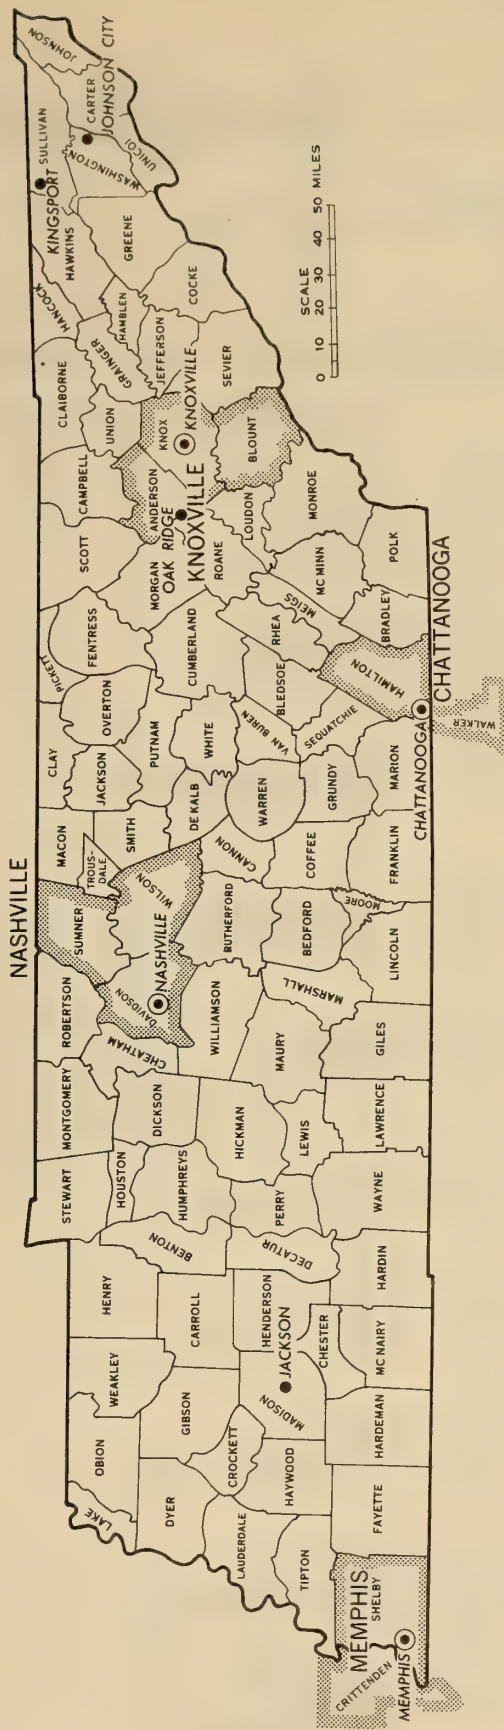 NASHVILLE
STEWART
MONTGOMERY
ROBERTSON
SUMNER
MACON
TROUS-
DALE
CLAY
PICKETT
SCOTT
CAMPBELL
CLAIBORNE
HANCOCK
HAWKINS
KINGSPORT
SULLIVAN
JOHNSON
CARTER
JOHNSON CITY
UNICOI
WASHINGTON
GREENE
HAMBLEN
GRAINGER
UNION
COCKE
JEFFERSON
SEVIER
KNOX
KNOXVILLE
ANDERSON
OAK RIDGE
KNOXVILLE
BLOUNT
MORGAN
FENTRESS
OVERTON
JACKSON
SMITH
PUTNAM
CUMBERLAND
ROANE
LOUDON
MONROE
WILSON
DAVIDSON
NASHVILLE
CHEATHAM
DICKSON
HOUSTON
HUMPHREYS
BENTON
HENRY
WEAKLEY
OBION
LAKE
DYER
GIBSON
CARROLL
CROCKETT
LAUDERDALE
HAYWOOD
MADISON
JACKSON
HENDERSON
CHESTER
DECATUR
PERRY
HICKMAN
LEWIS
WILLIAMSON
MAURY
RUTHERFORD
CANNON
DE KALB
WHITE
WARREN
VAN BUREN
BLEDSOE
RHEA
MEIGS
MC MINN
POLK
BRADLEY
HAMILTON
SEQUATCHIE
GRUNDY
COFFEE
BEDFORD
MARSHALL
MOORE
TIPTON
FAYETTE
HARDEMAN
MC NAIRY
HARDIN
WAYNE
LAWRENCE
GILES
LINCOLN
FRANKLIN
MARION
CHATTANOOGA
CHATTANOOGA
WALKER
MEMPHIS
SHELBY
CRITTENDEN
MEMPHIS
SCALE
0 10 20 30 40 50 MILES